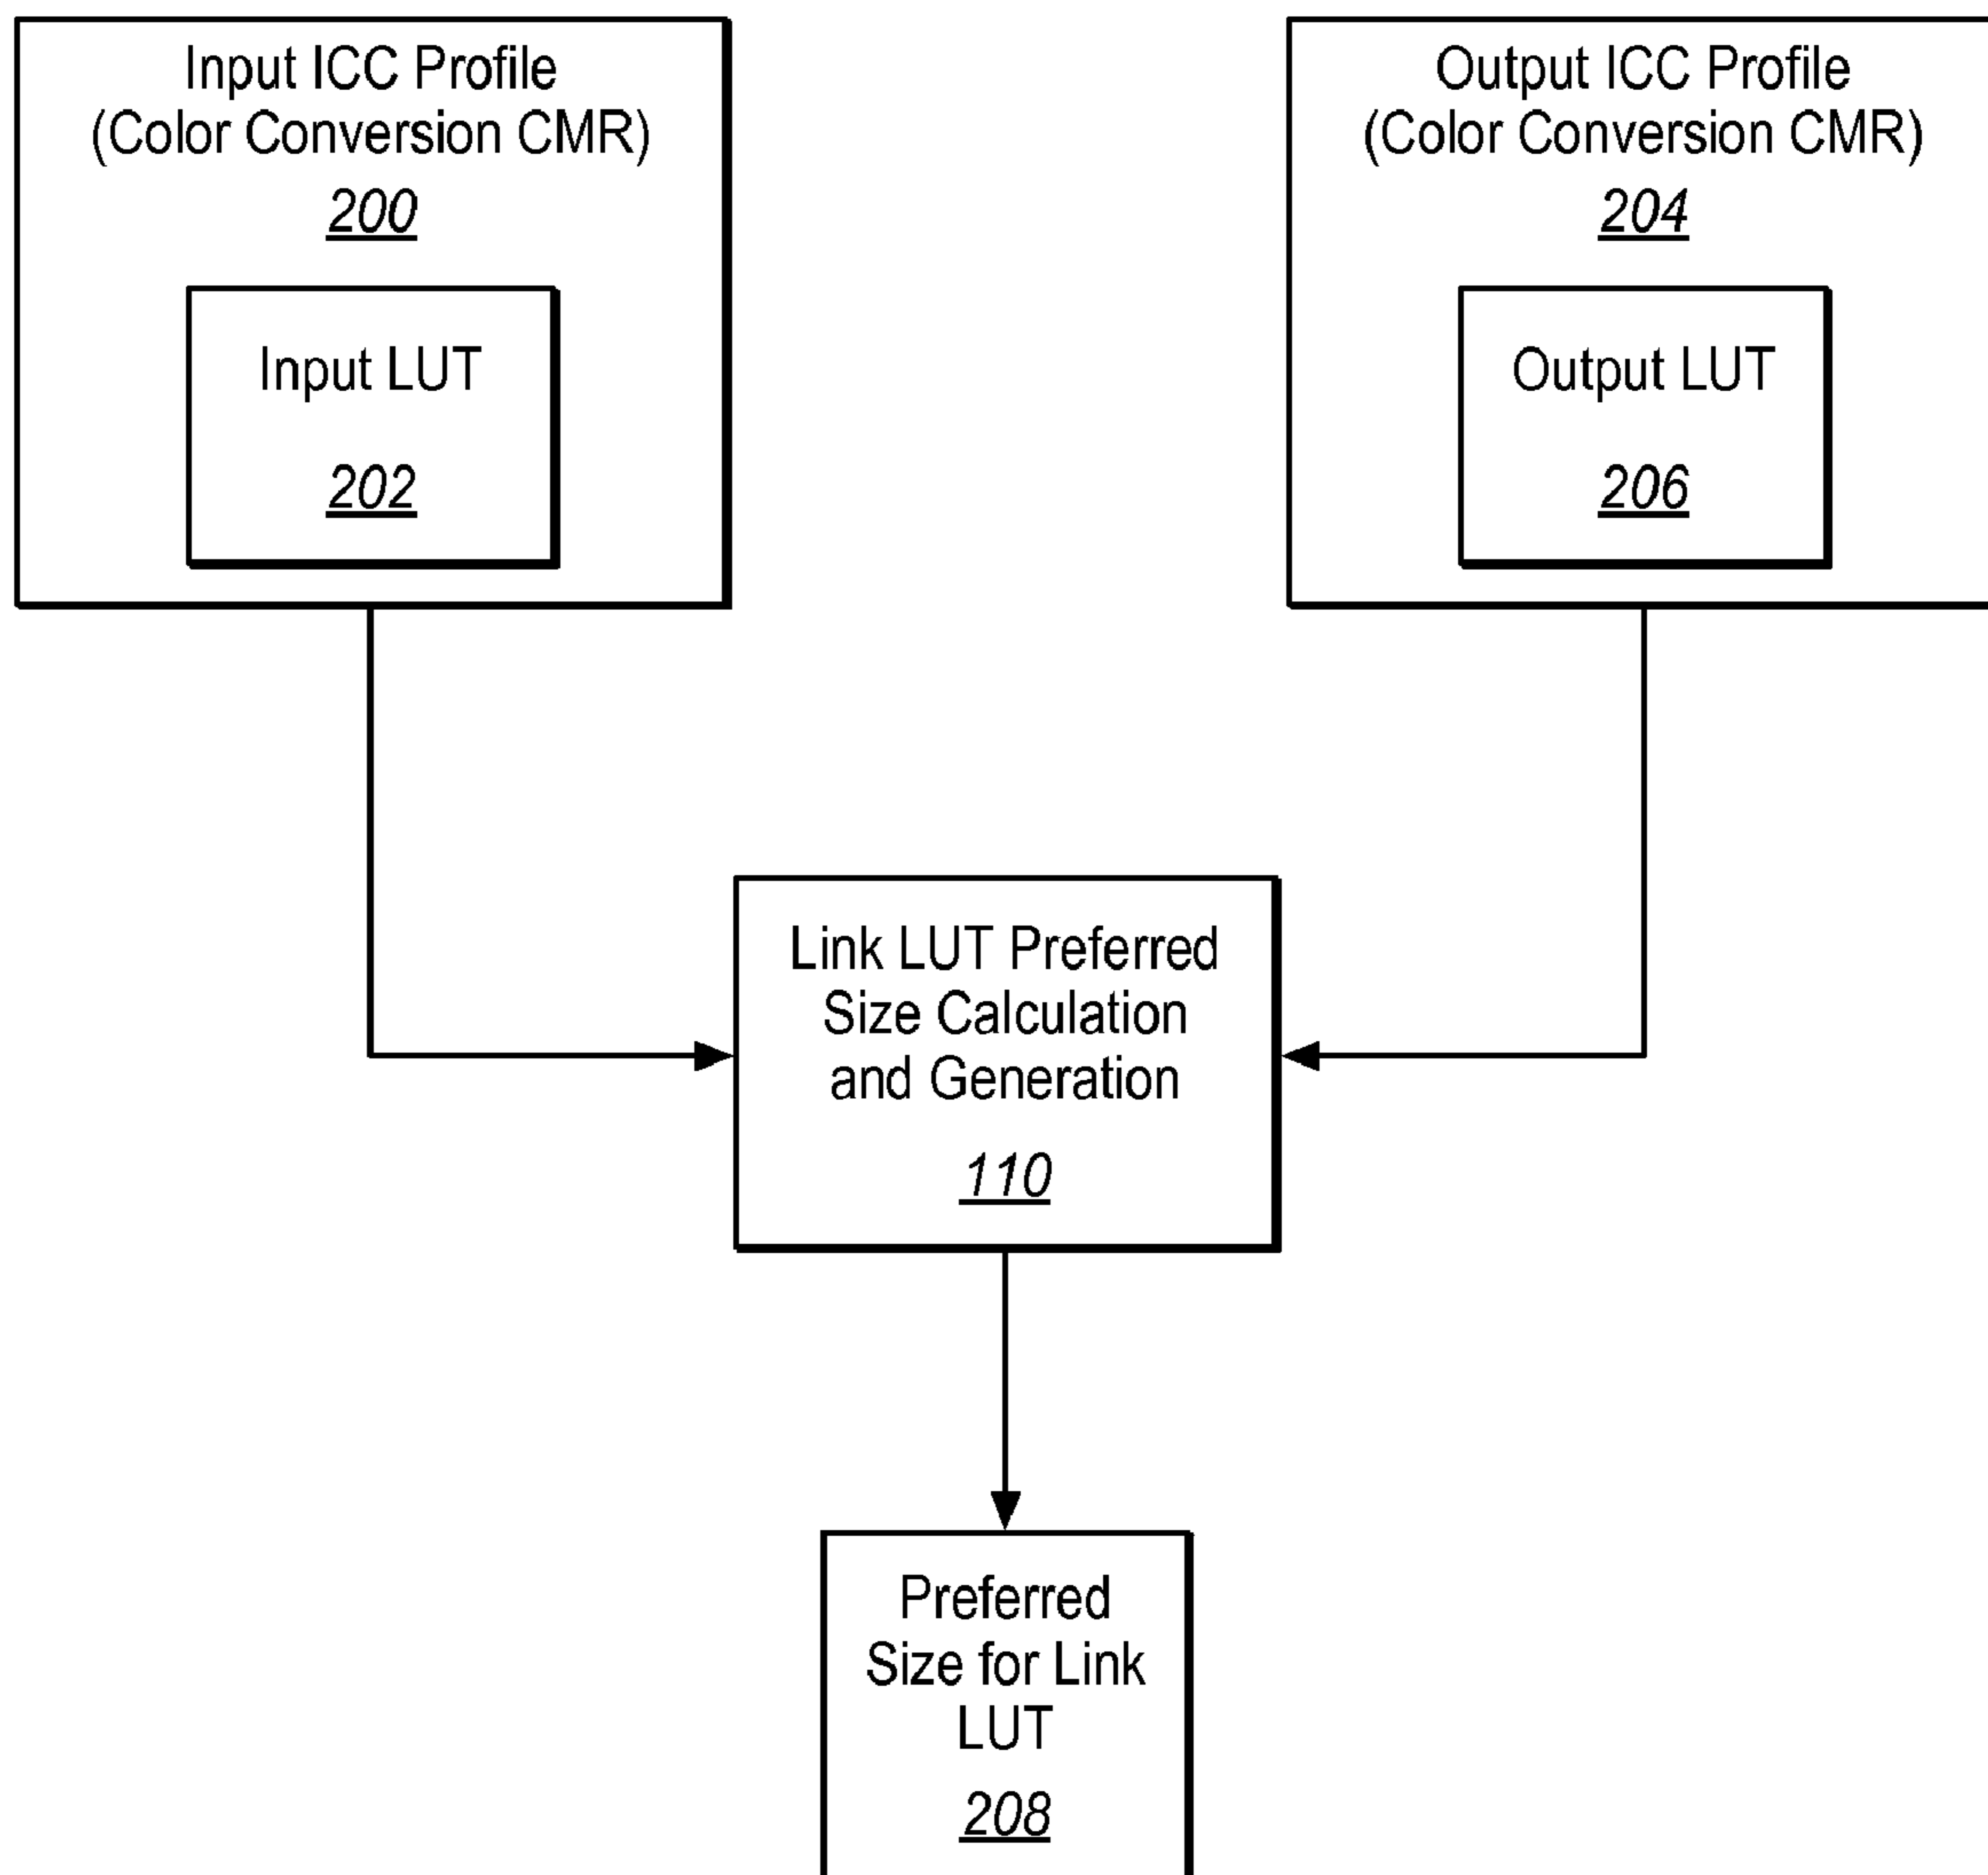 Input ICC Profile
(Color Conversion CMR)
200
Input LUT
202
Output ICC Profile
(Color Conversion CMR)
204
Output LUT
206
Link LUT Preferred
Size Calculation
and Generation
110
Preferred
Size for Link
LUT
208